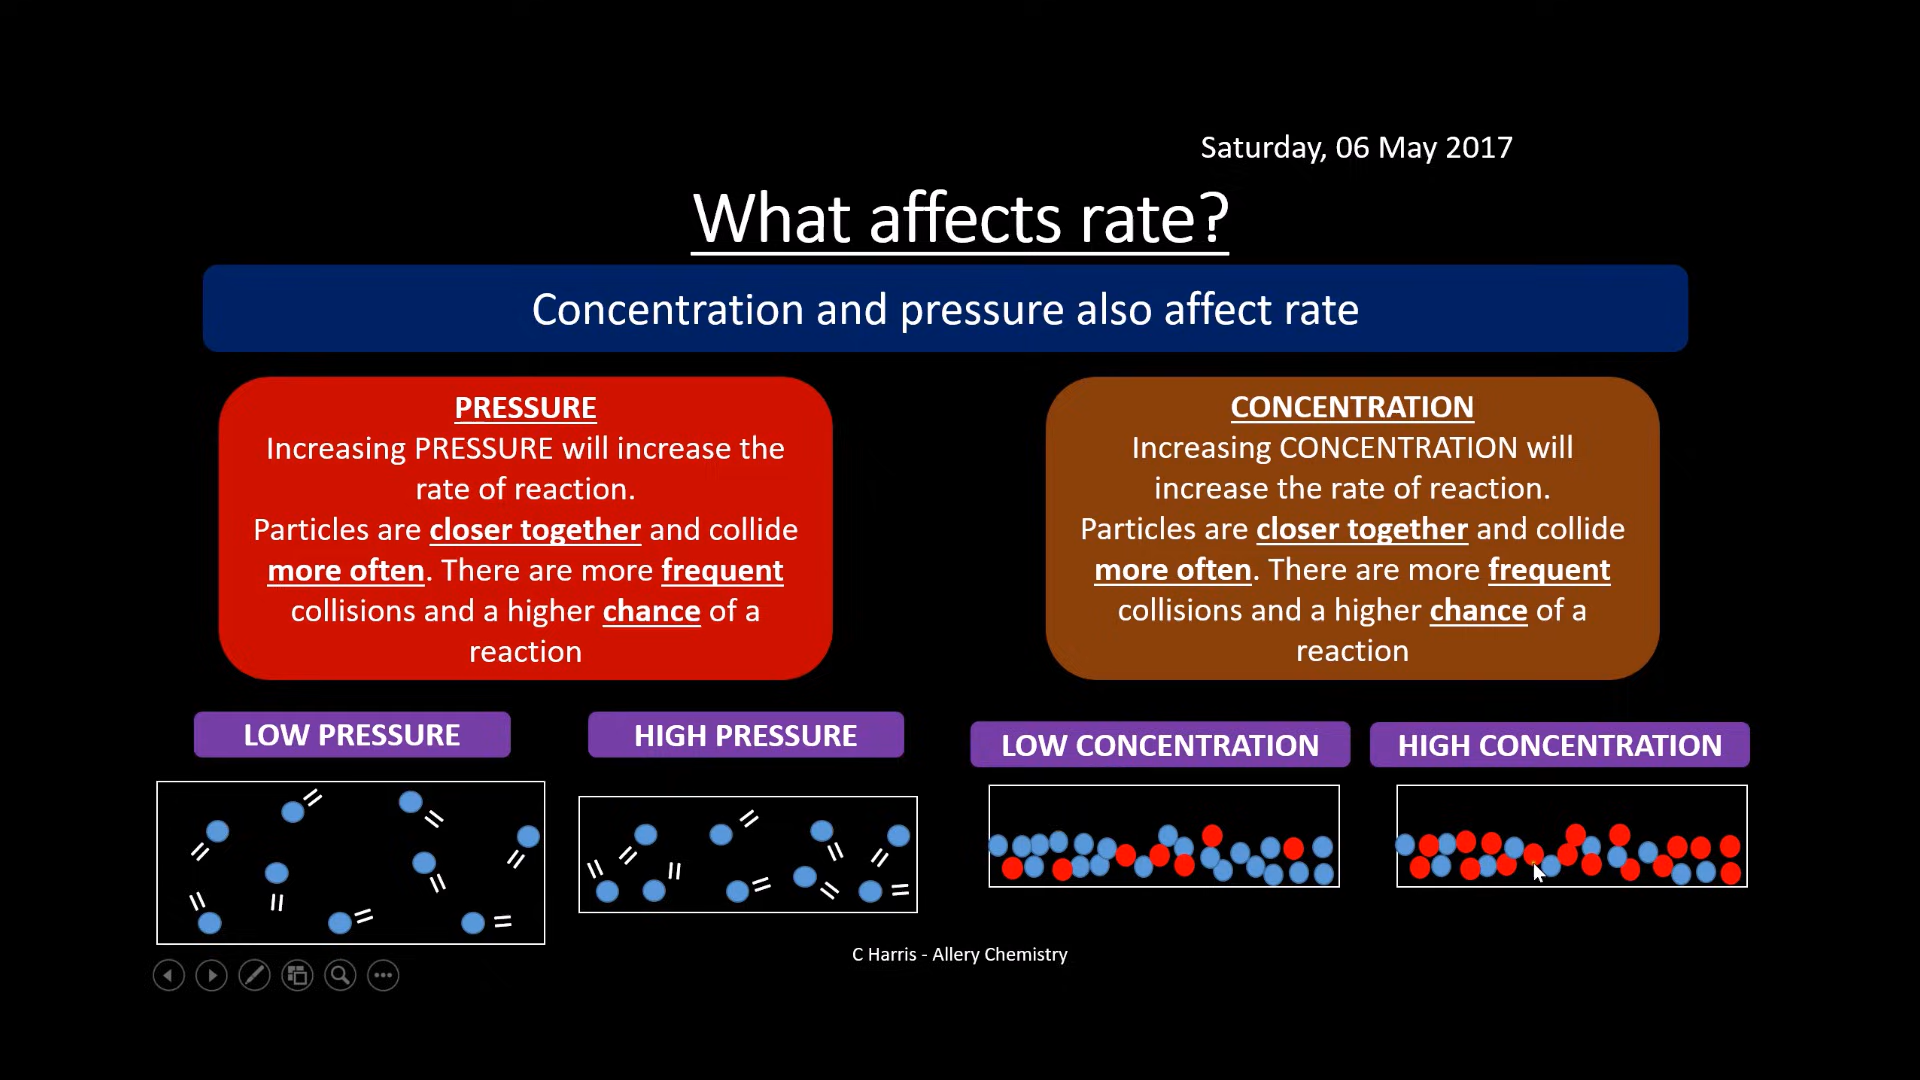 Saturday, 06 May 2017
What affects rate?
Concentration and pressure also affect rate
PRESSURE
Increasing PRESSURE will increase the
rate of reaction.
Particles are closer together and collide
more often. There are more frequent
collisions and a higher chance of a
reaction
CONCENTRATION
Increasing CONCENTRATION will
increase the rate of reaction.
Particles are closer together and collide
more often. There are more frequent
collisions and a higher chance of a
reaction
LOW PRESSURE
HIGH PRESSURE
LOW CONCENTRATION
HIGH CONCENTRATION
C Harris - Allery Chemistry